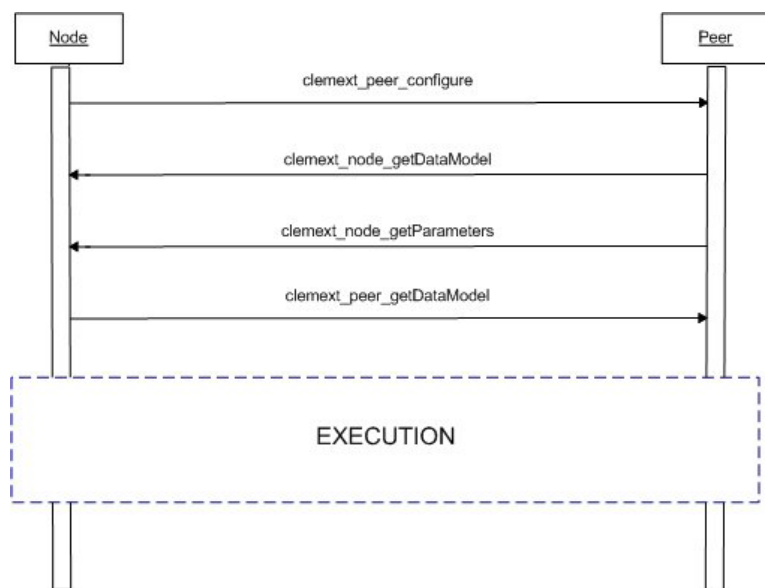 Node
Peer
clemext_peer_configure
clemext_node_getDataModel
clemext_node_getParameters
clemext_peer_getDataModel
EXECUTION